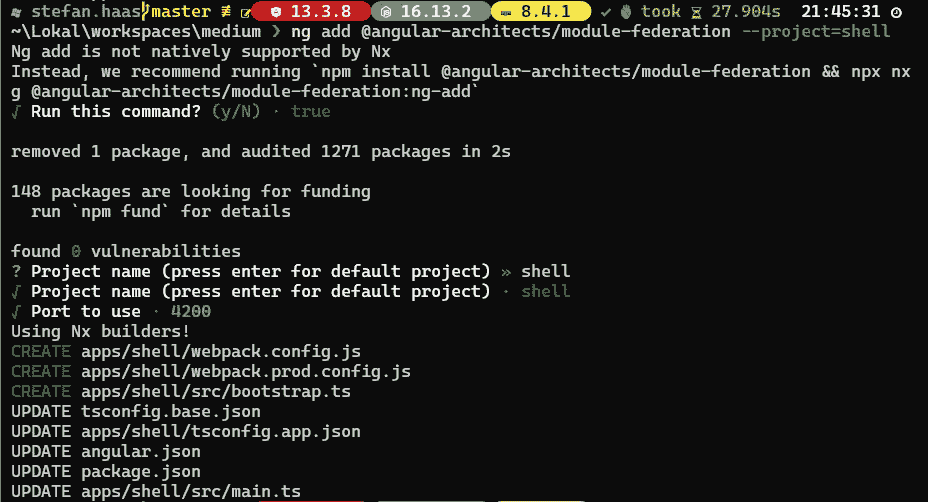 stefan.haas master ≢ 13.3.8 16.13.2 8.4.1 ✓ took 27.904s 21:45:31
~\Lokal\workspaces\medium ❯ ng add @angular-architects/module-federation --project=shell
Ng add is not natively supported by Nx
Instead, we recommend running `npm install @angular-architects/module-federation && npx nx
g @angular-architects/module-federation:ng-add`
√ Run this command? (y/N) · true
removed 1 package, and audited 1271 packages in 2s
148 packages are looking for funding
run `npm fund` for details
found 0 vulnerabilities
? Project name (press enter for default project) » shell
√ Project name (press enter for default project) · shell
√ Port to use · 4200
Using Nx builders!
CREATE apps/shell/webpack.config.js
CREATE apps/shell/webpack.prod.config.js
CREATE apps/shell/src/bootstrap.ts
UPDATE tsconfig.base.json
UPDATE apps/shell/tsconfig.app.json
UPDATE angular.json
UPDATE package.json
UPDATE apps/shell/src/main.ts